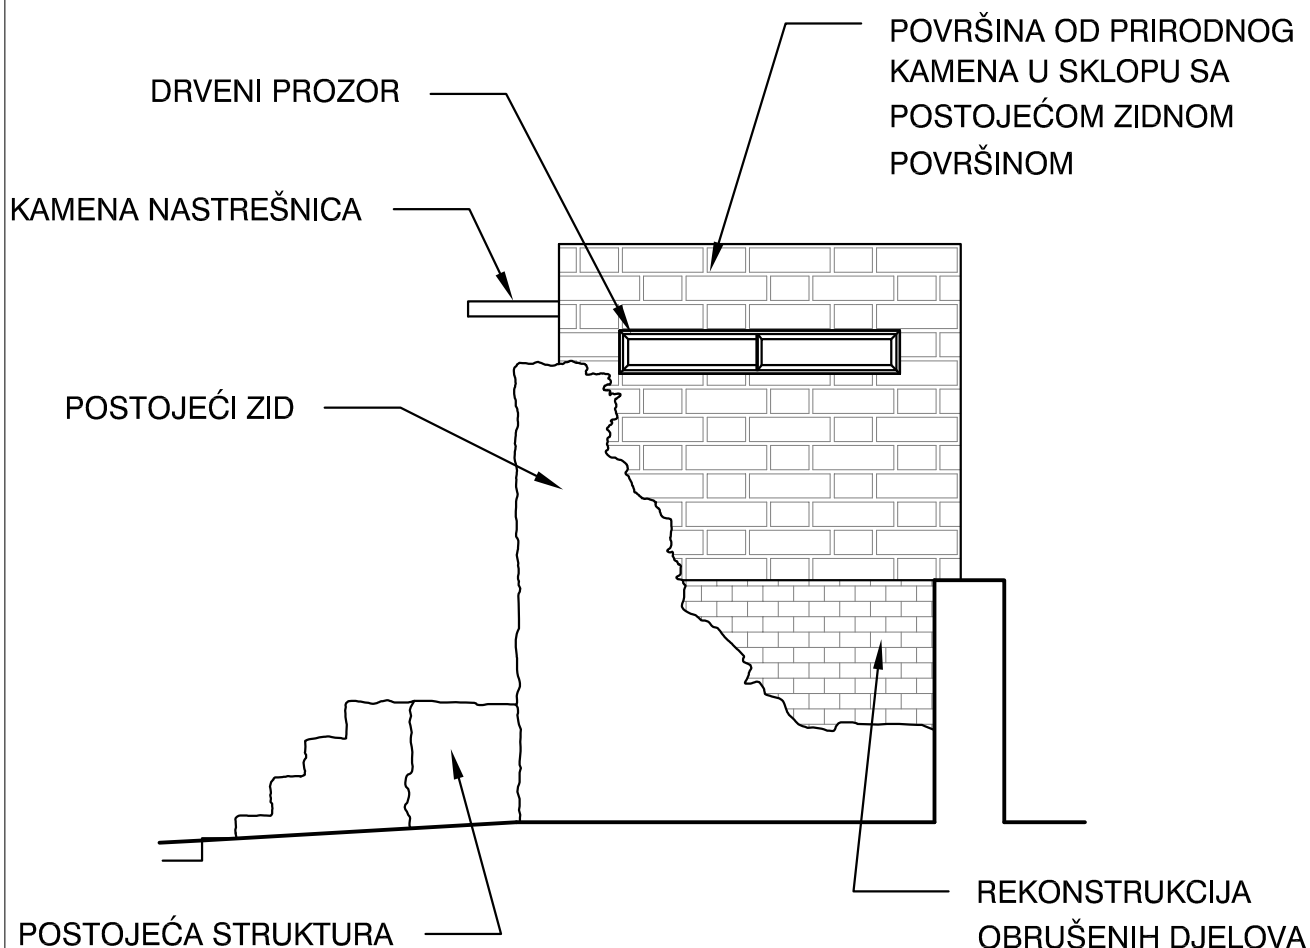 POVRŠINA OD PRIRODNOG
KAMENA U SKLOPU SA
POSTOJEĆOM ZIDNOM
POVRŠINOM
DRVENI PROZOR
KAMENA NASTREŠNICA
POSTOJEĆI ZID
REKONSTRUKCIJA
OBRUŠENIH DJELOVA
POSTOJEĆA STRUKTURA